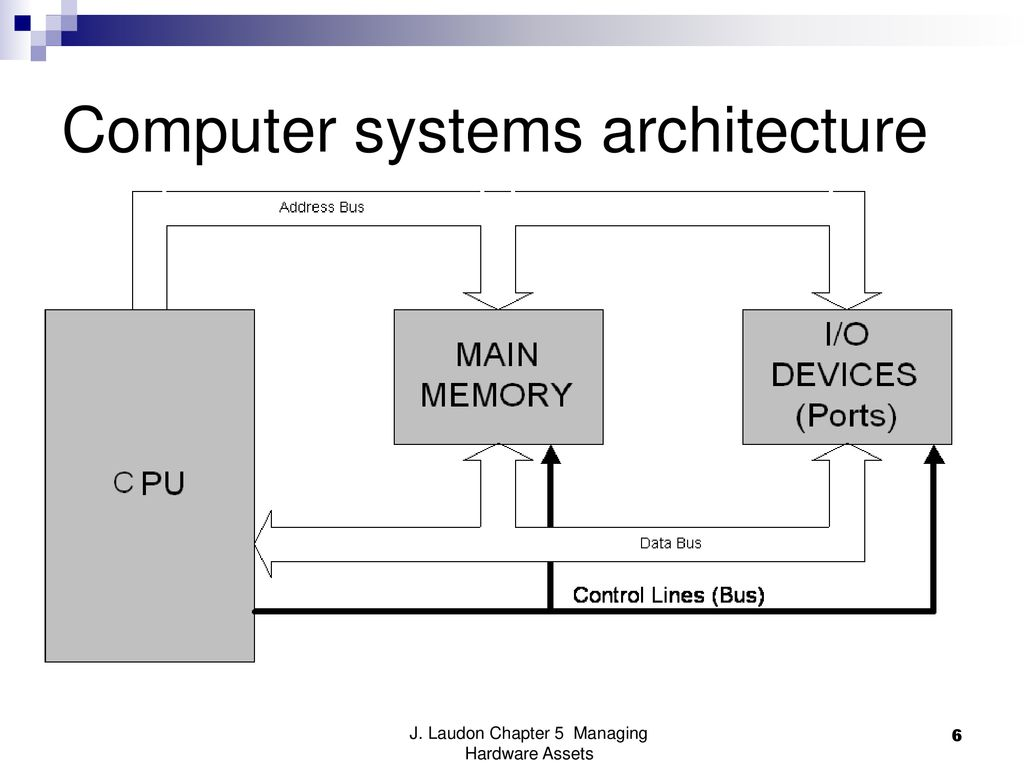 Computer systems architecture
Address Bus
MAIN
MEMORY
I/O
DEVICES
(Ports)
C PU
Data Bus
Control Lines (Bus)
J. Laudon Chapter 5 Managing
Hardware Assets
6